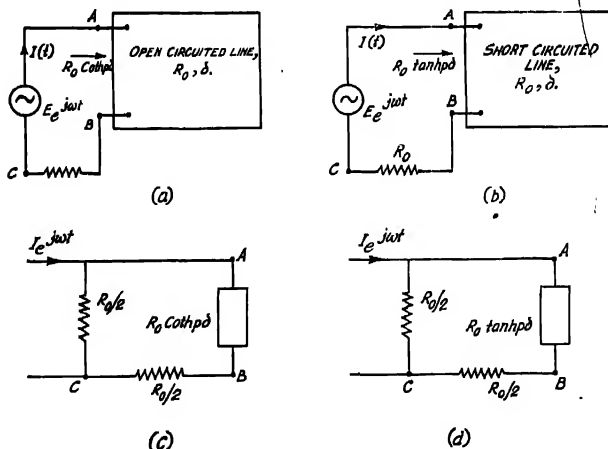 A
I(t)
R₀ Cothpδ
OPEN CIRCUITED LINE,
R₀, δ.
E e^jωt
B
C
(a)
A
I(t)
R₀ tanhpδ
SHORT CIRCUITED
LINE,
R₀, δ.
E e^jωt
B
R₀
C
(b)
I e^jωt
A
R₀/2
R₀ Cothpδ
C
B
R₀/2
(c)
I e^jωt
A
R₀/2
R₀ tanhpδ
C
B
R₀/2
(d)